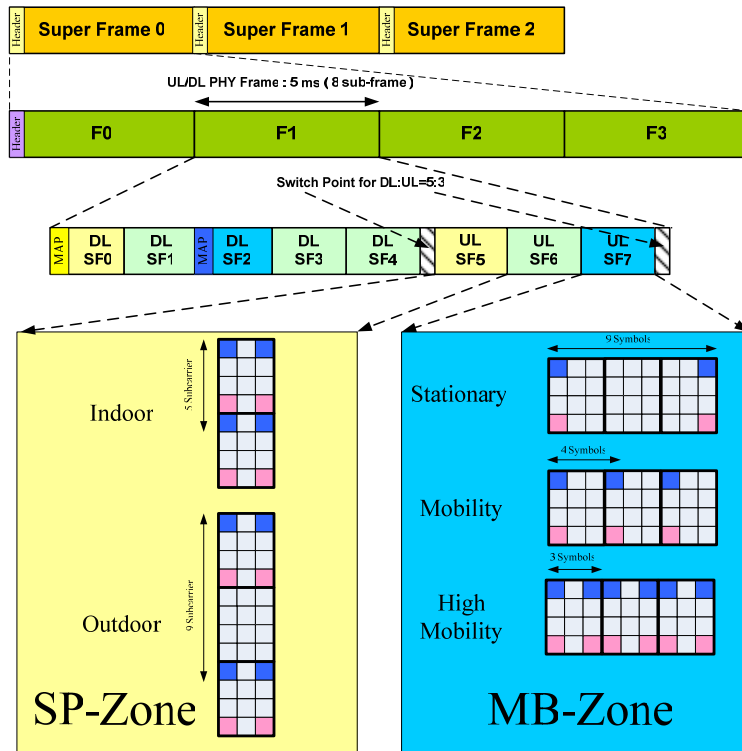 Header Super Frame 0 Header Super Frame 1 Header Super Frame 2
UL/DL PHY Frame : 5 ms ( 8 sub-frame)
Header F0 F1 F2 F3
Switch Point for DL:UL=5:3
MAP DL SF0 DL SF1 MAP DL SF2 DL SF3 DL SF4 UL SF5 UL SF6 UL SF7
5 Subcarrier
Indoor
9 Subcarrier
Outdoor
SP-Zone
9 Symbols
Stationary
4 Symbols
Mobility
3 Symbols
High
Mobility
MB-Zone